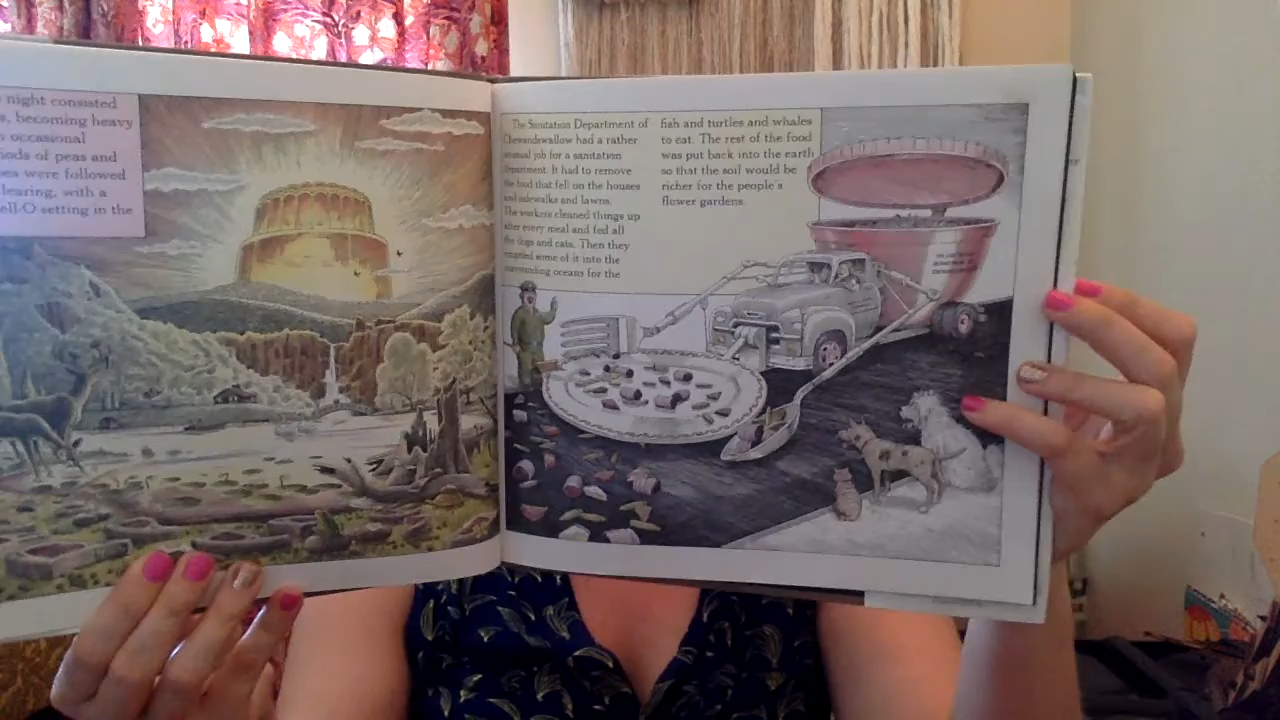 night consisted
s, becoming heavy
occasional
iods of peas and
es were followed
learing, with a
ell-O setting in the
The Sanitation Department of
Chewandswallow had a rather
unusual job for a sanitation
department. It had to remove
the food that fell on the houses
and sidewalks and lawns.
The workers cleaned things up
after every meal and fed all
the dogs and cats. Then they
emptied some of it into the
surrounding oceans for the
fish and turtles and whales
to eat. The rest of the food
was put back into the earth
so that the soil would be
richer for the people's
flower gardens.